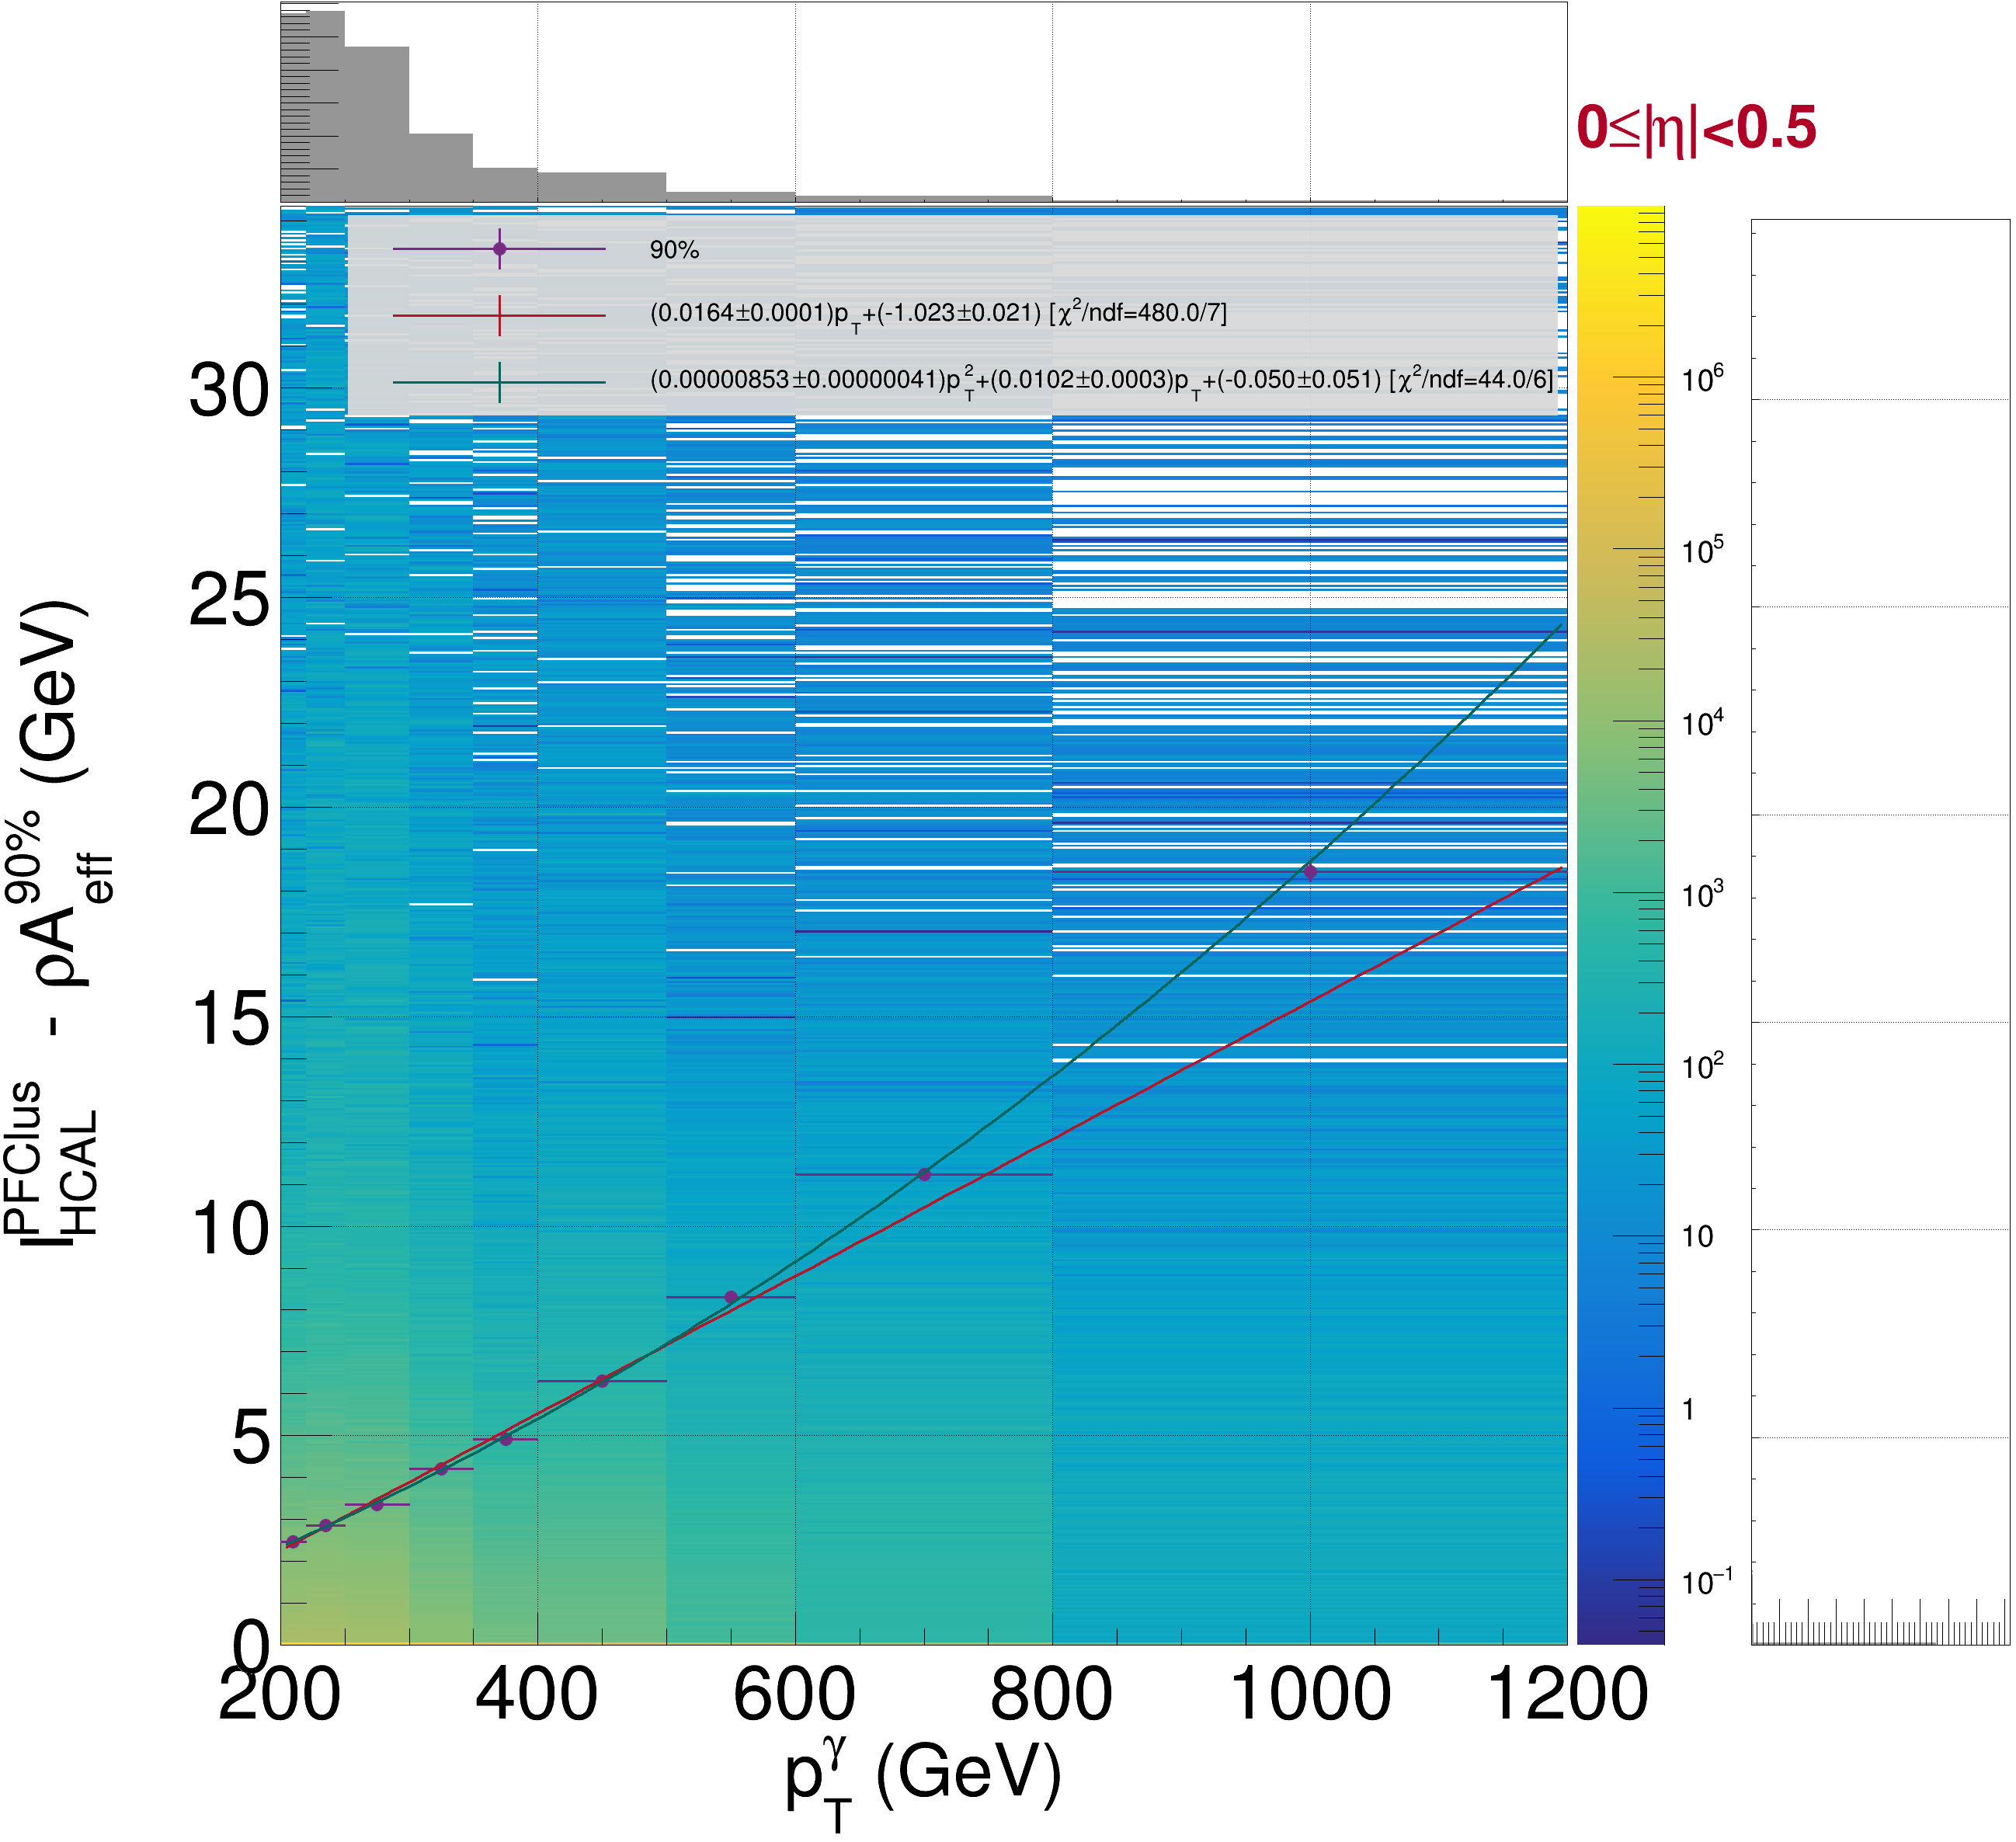 0≤|η|<0.5
90%
(0.0164±0.0001)p_T+(-1.023±0.021) [χ²/ndf=480.0/7]
(0.00000853±0.00000041)p_T²+(0.0102±0.0003)p_T+(-0.050±0.051) [χ²/ndf=44.0/6]
I_HCAL^PFClus - ρA_eff^90% (GeV)
30
25
20
15
10
5
0
200 400 600 800 1000 1200
p_T^γ (GeV)
10⁶
10⁵
10⁴
10³
10²
10
1
10⁻¹